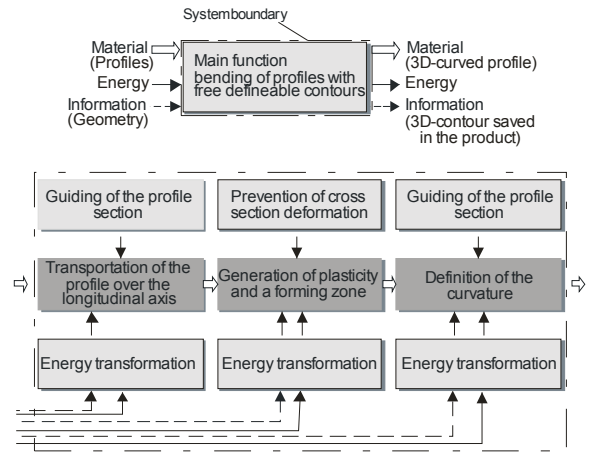 Systemboundary
Material
(Profiles)
Energy
Information
(Geometry)
Main function
bending of profiles with
free defineable contours
Material
(3D-curved profile)
Energy
Information
(3D-contour saved
in the product)
Guiding of the profile
section
Prevention of cross
section deformation
Guiding of the profile
section
Transportation of the
profile over the
longitudinal axis
Generation of plasticity
and a forming zone
Definition of the
curvature
Energy transformation
Energy transformation
Energy transformation